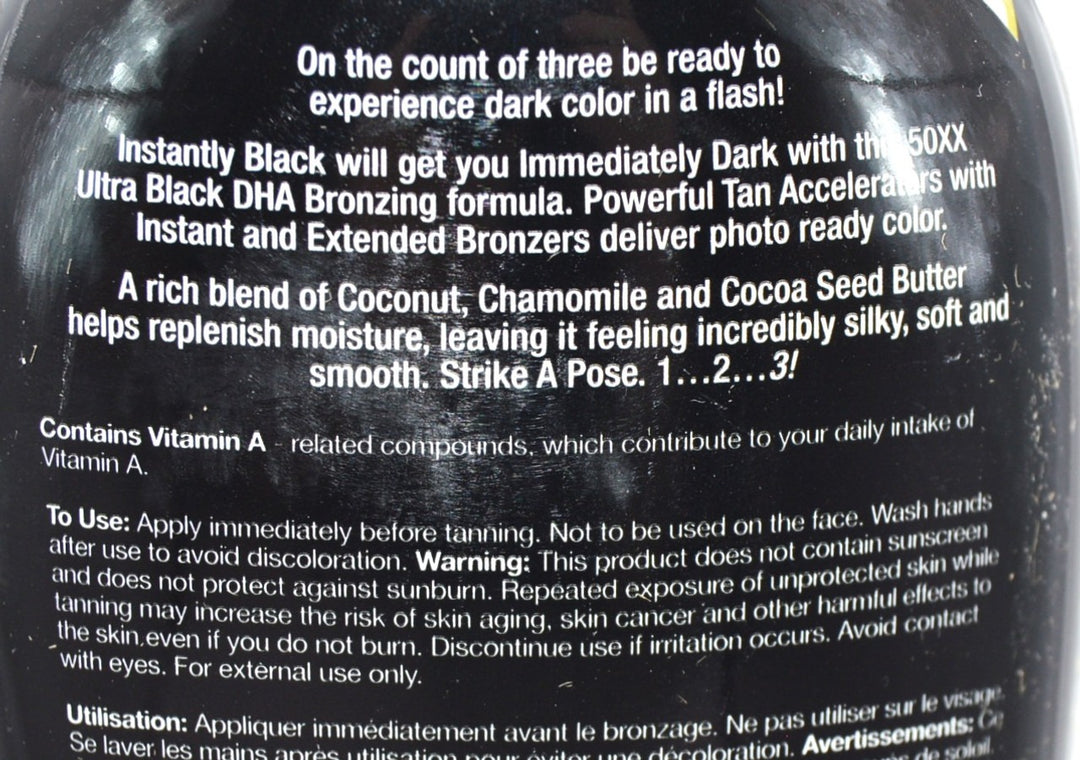 On the count of three be ready to
experience dark color in a flash!
Instantly Black will get you Immediately Dark with the 50XX
Ultra Black DHA Bronzing formula. Powerful Tan Accelerators with
Instant and Extended Bronzers deliver photo ready color.
A rich blend of Coconut, Chamomile and Cocoa Seed Butter
helps replenish moisture, leaving it feeling incredibly silky, soft and
smooth. Strike A Pose. 1...2...3!
Contains Vitamin A - related compounds, which contribute to your daily intake of
Vitamin A.
To Use: Apply immediately before tanning. Not to be used on the face. Wash hands
after use to avoid discoloration. Warning: This product does not contain sunscreen
and does not protect against sunburn. Repeated exposure of unprotected skin while
tanning may increase the risk of skin aging, skin cancer and other harmful effects to
the skin even if you do not burn. Discontinue use if irritation occurs. Avoid contact
with eyes. For external use only.
Utilisation: Appliquer immédiatement avant le bronzage. Ne pas utiliser sur le visage.
Se laver les mains après utilisation pour éviter une décoloration. Avertissements: Ce
de soleil.